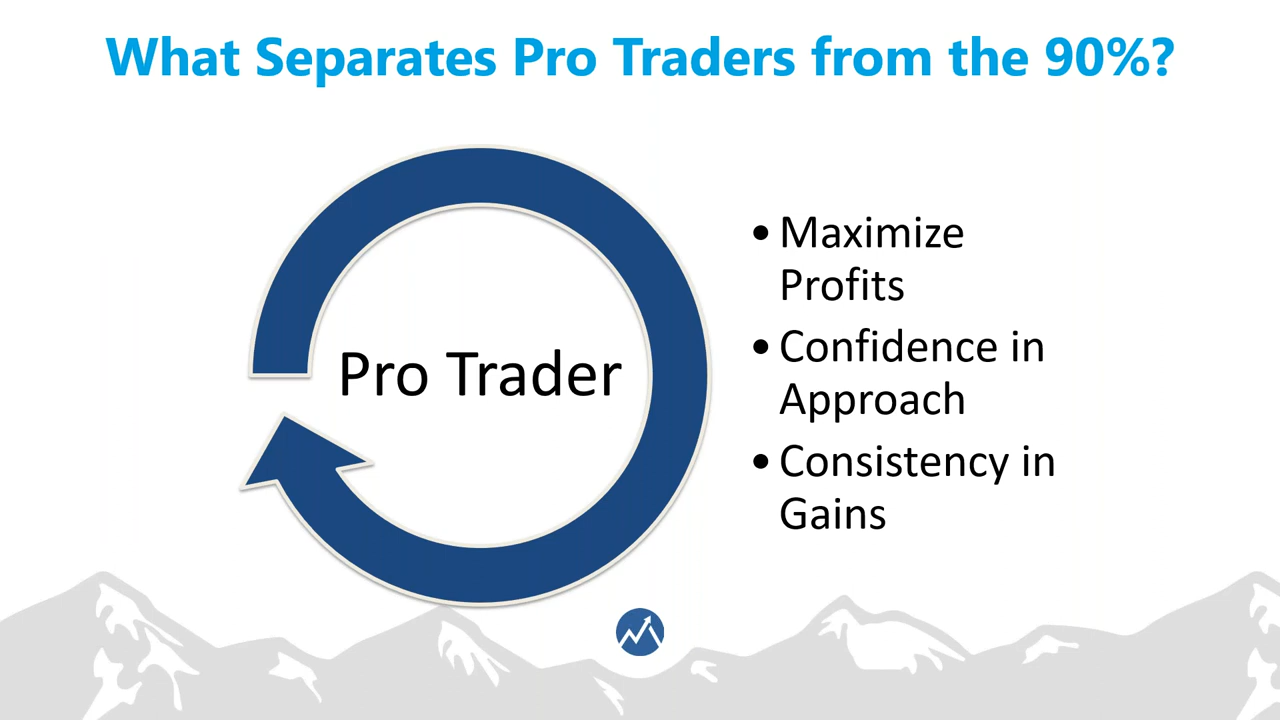 What Separates Pro Traders from the 90%?
Pro Trader
• Maximize
Profits
• Confidence in
Approach
• Consistency in
Gains